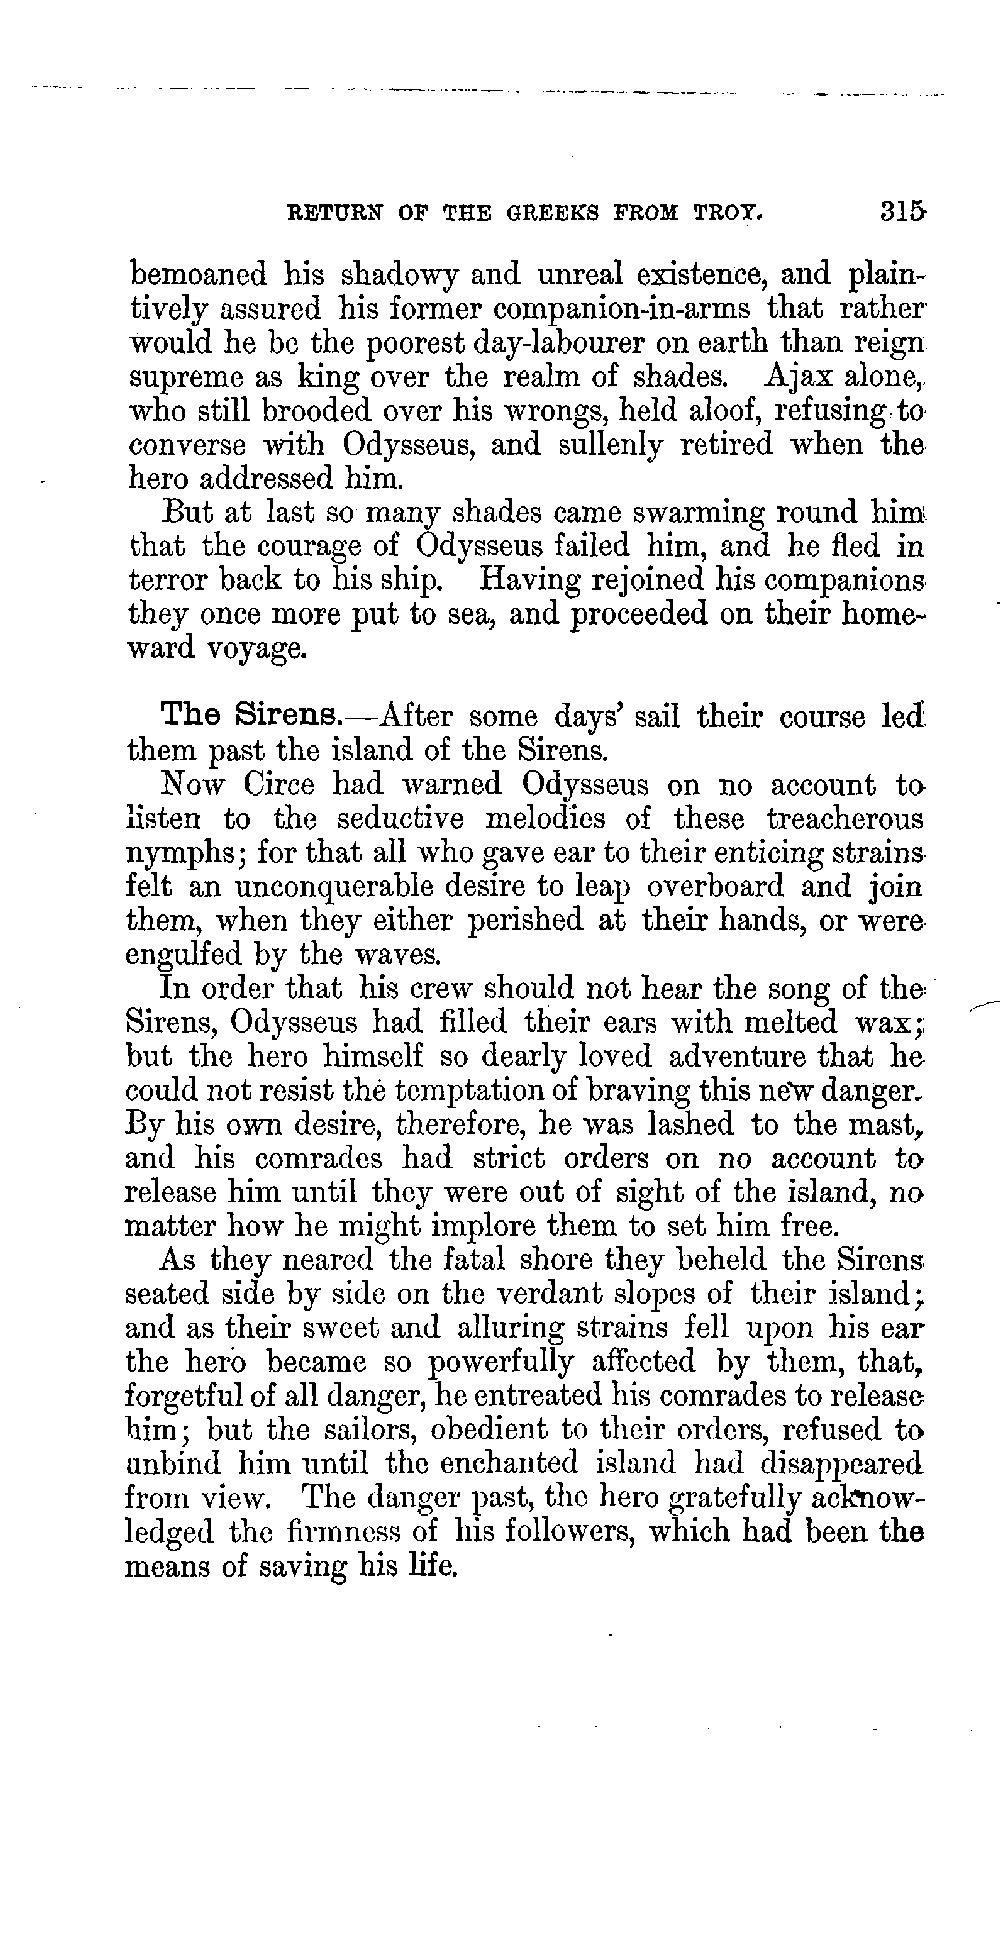 RETURN OF THE GREEKS FROM TROY. 315
bemoaned his shadowy and unreal existence, and plain-
tively assured his former companion-in-arms that rather
would he be the poorest day-labourer on earth than reign
supreme as king over the realm of shades. Ajax alone,
who still brooded over his wrongs, held aloof, refusing to
converse with Odysseus, and sullenly retired when the
hero addressed him.
But at last so many shades came swarming round him
that the courage of Odysseus failed him, and he fled in
terror back to his ship. Having rejoined his companions
they once more put to sea, and proceeded on their home-
ward voyage.
The Sirens.—After some days' sail their course led
them past the island of the Sirens.
Now Circe had warned Odysseus on no account to
listen to the seductive melodies of these treacherous
nymphs; for that all who gave ear to their enticing strains
felt an unconquerable desire to leap overboard and join
them, when they either perished at their hands, or were
engulfed by the waves.
In order that his crew should not hear the song of the
Sirens, Odysseus had filled their ears with melted wax;
but the hero himself so dearly loved adventure that he
could not resist the temptation of braving this new danger.
By his own desire, therefore, he was lashed to the mast,
and his comrades had strict orders on no account to
release him until they were out of sight of the island, no
matter how he might implore them to set him free.
As they neared the fatal shore they beheld the Sirens
seated side by side on the verdant slopes of their island;
and as their sweet and alluring strains fell upon his ear
the hero became so powerfully affected by them, that,
forgetful of all danger, he entreated his comrades to release
him; but the sailors, obedient to their orders, refused to
unbind him until the enchanted island had disappeared
from view. The danger past, the hero gratefully acknow-
ledged the firmness of his followers, which had been the
means of saving his life.